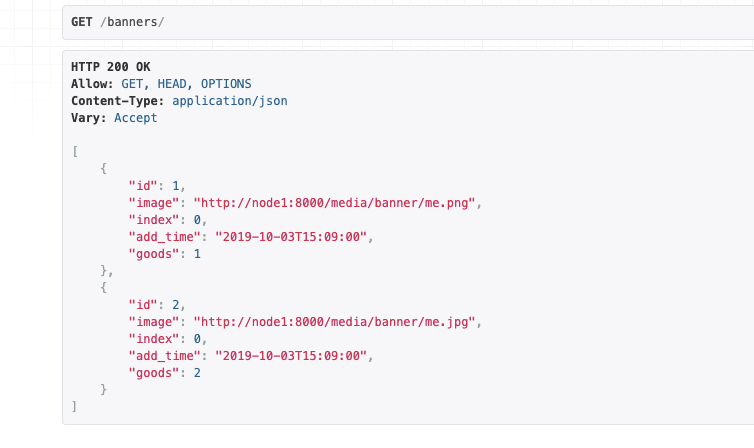 GET /banners/
HTTP 200 OK
Allow: GET, HEAD, OPTIONS
Content-Type: application/json
Vary: Accept
[
    {
        "id": 1,
        "image": "http://node1:8000/media/banner/me.png",
        "index": 0,
        "add_time": "2019-10-03T15:09:00",
        "goods": 1
    },
    {
        "id": 2,
        "image": "http://node1:8000/media/banner/me.jpg",
        "index": 0,
        "add_time": "2019-10-03T15:09:00",
        "goods": 2
    }
]